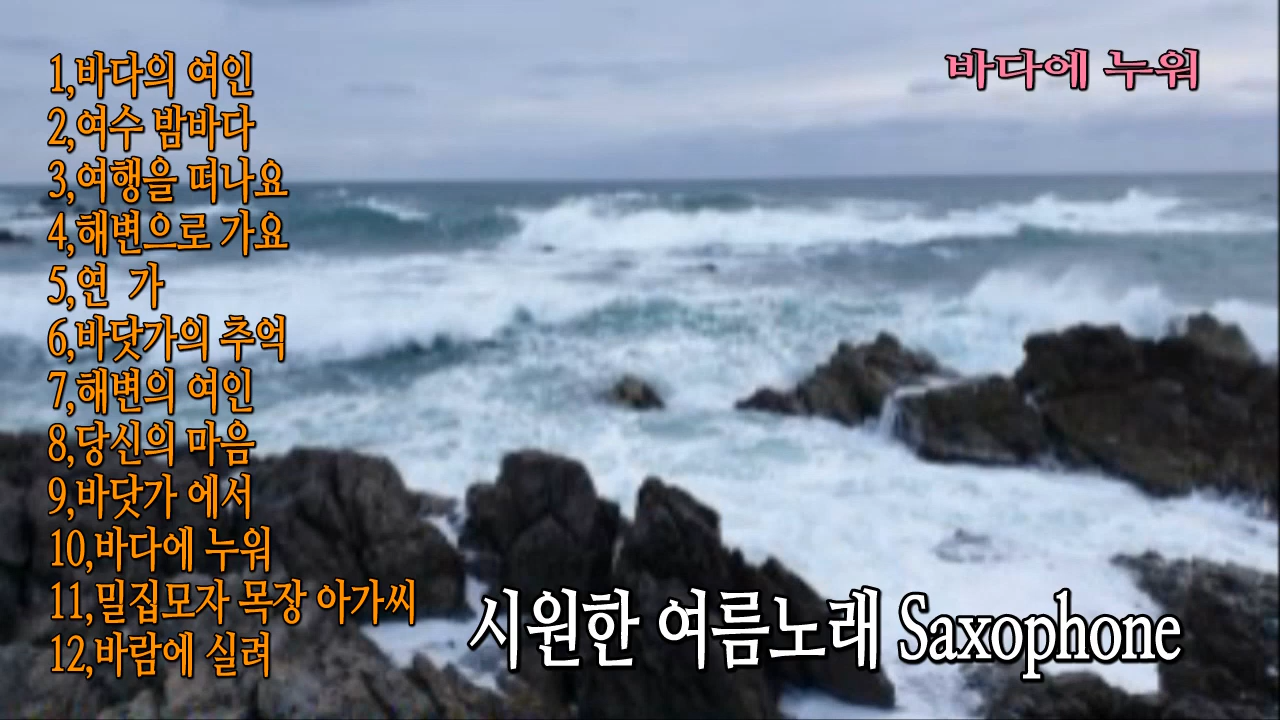 1,바다의 여인
2,여수 밤바다
3,여행을 떠나요
4,해변으로 가요
5,연 가
6,바닷가의 추억
7,해변의 여인
8,당신의 마음
9,바닷가 에서
10,바다에 누워
11,밀집모자 목장 아가씨
12,바람에 실려
바다에 누워
시원한 여름노래 Saxophone